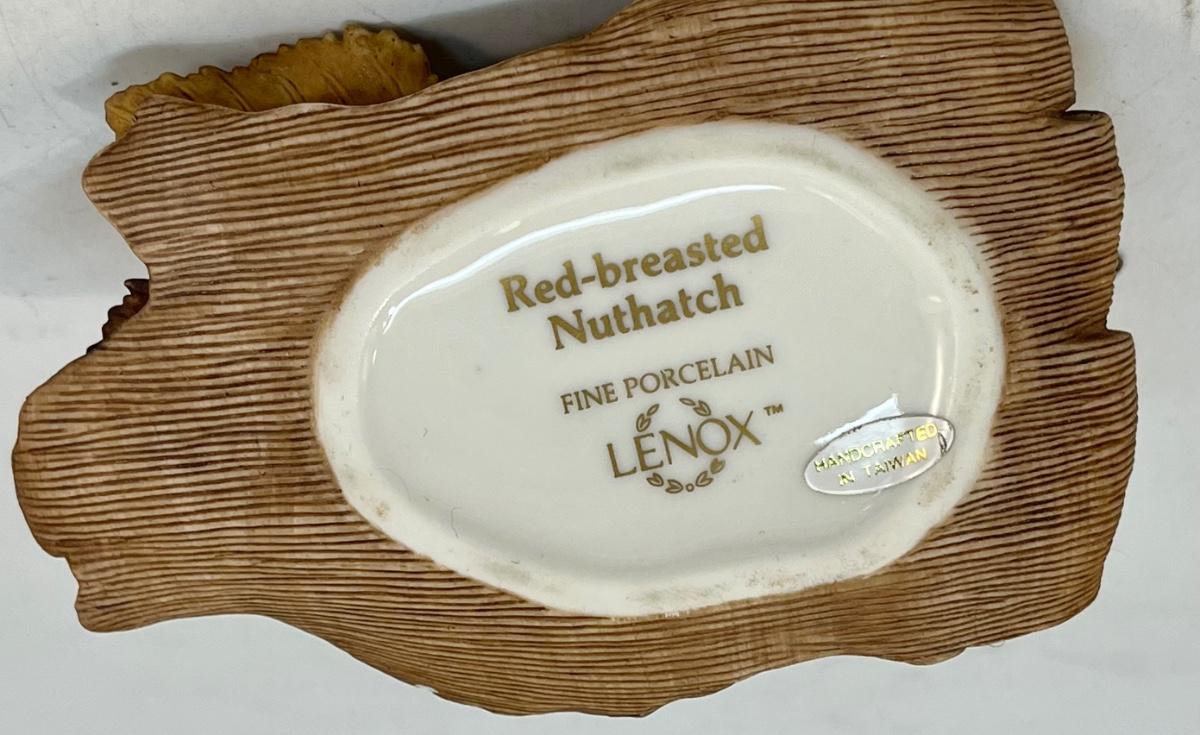 Red-breasted
Nuthatch
FINE PORCELAIN
LENOX™
HANDCRAFTED
IN TAIWAN